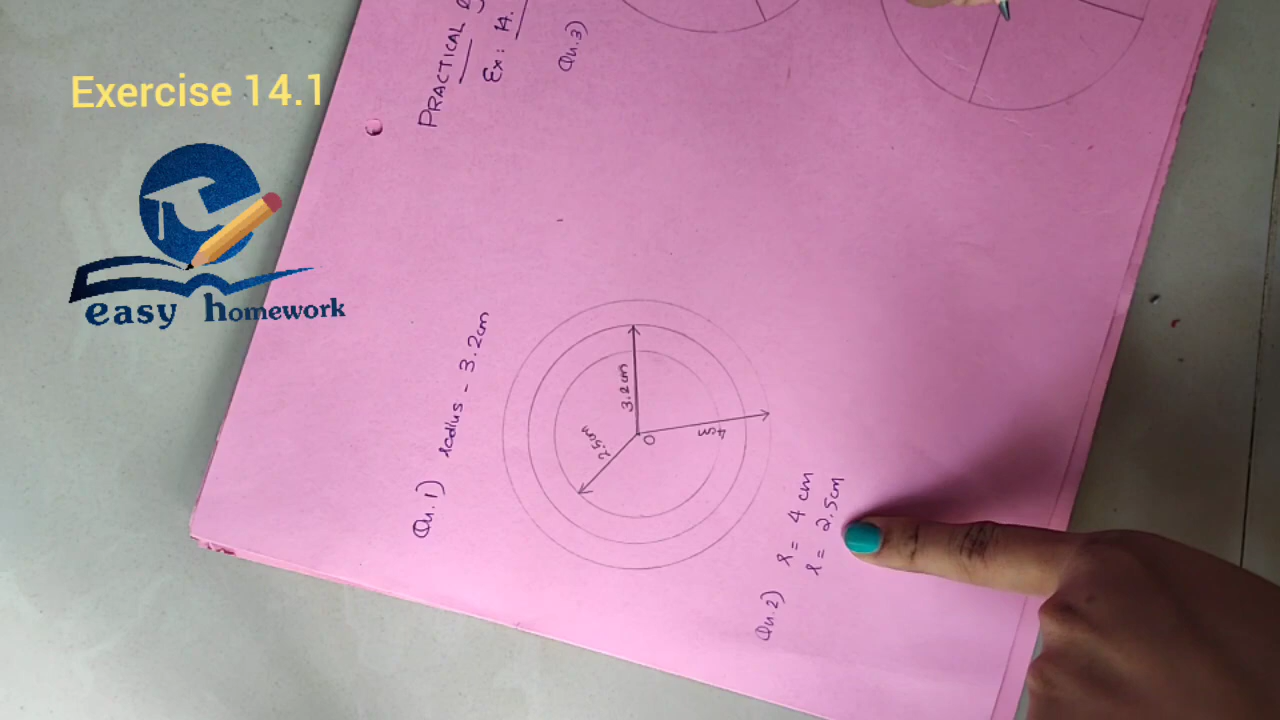 Exercise 14.1
easy homework
PRACTICAL
Ex: 14.
Qu.1) radius - 3.2cm
3.2cm
2.5cm
O
4
Qu.2) r = 4 cm
r = 2.5cm
Qu.3)